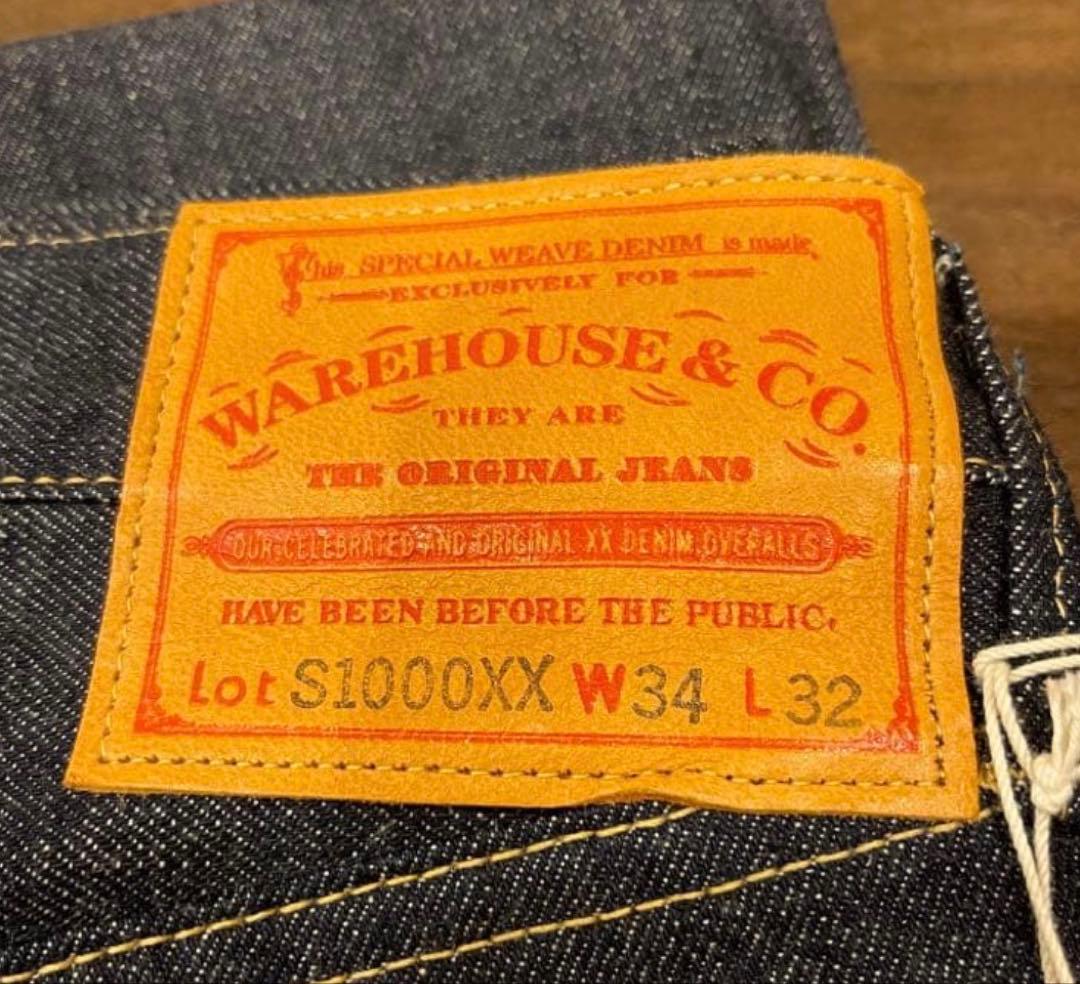 This SPECIAL WEAVE DENIM is made
EXCLUSIVELY FOR
WAREHOUSE & CO.
THEY ARE
THE ORIGINAL JEANS
OUR CELEBRATED AND ORIGINAL XX DENIM OVERALLS
HAVE BEEN BEFORE THE PUBLIC.
Lot S1000XX W34 L32